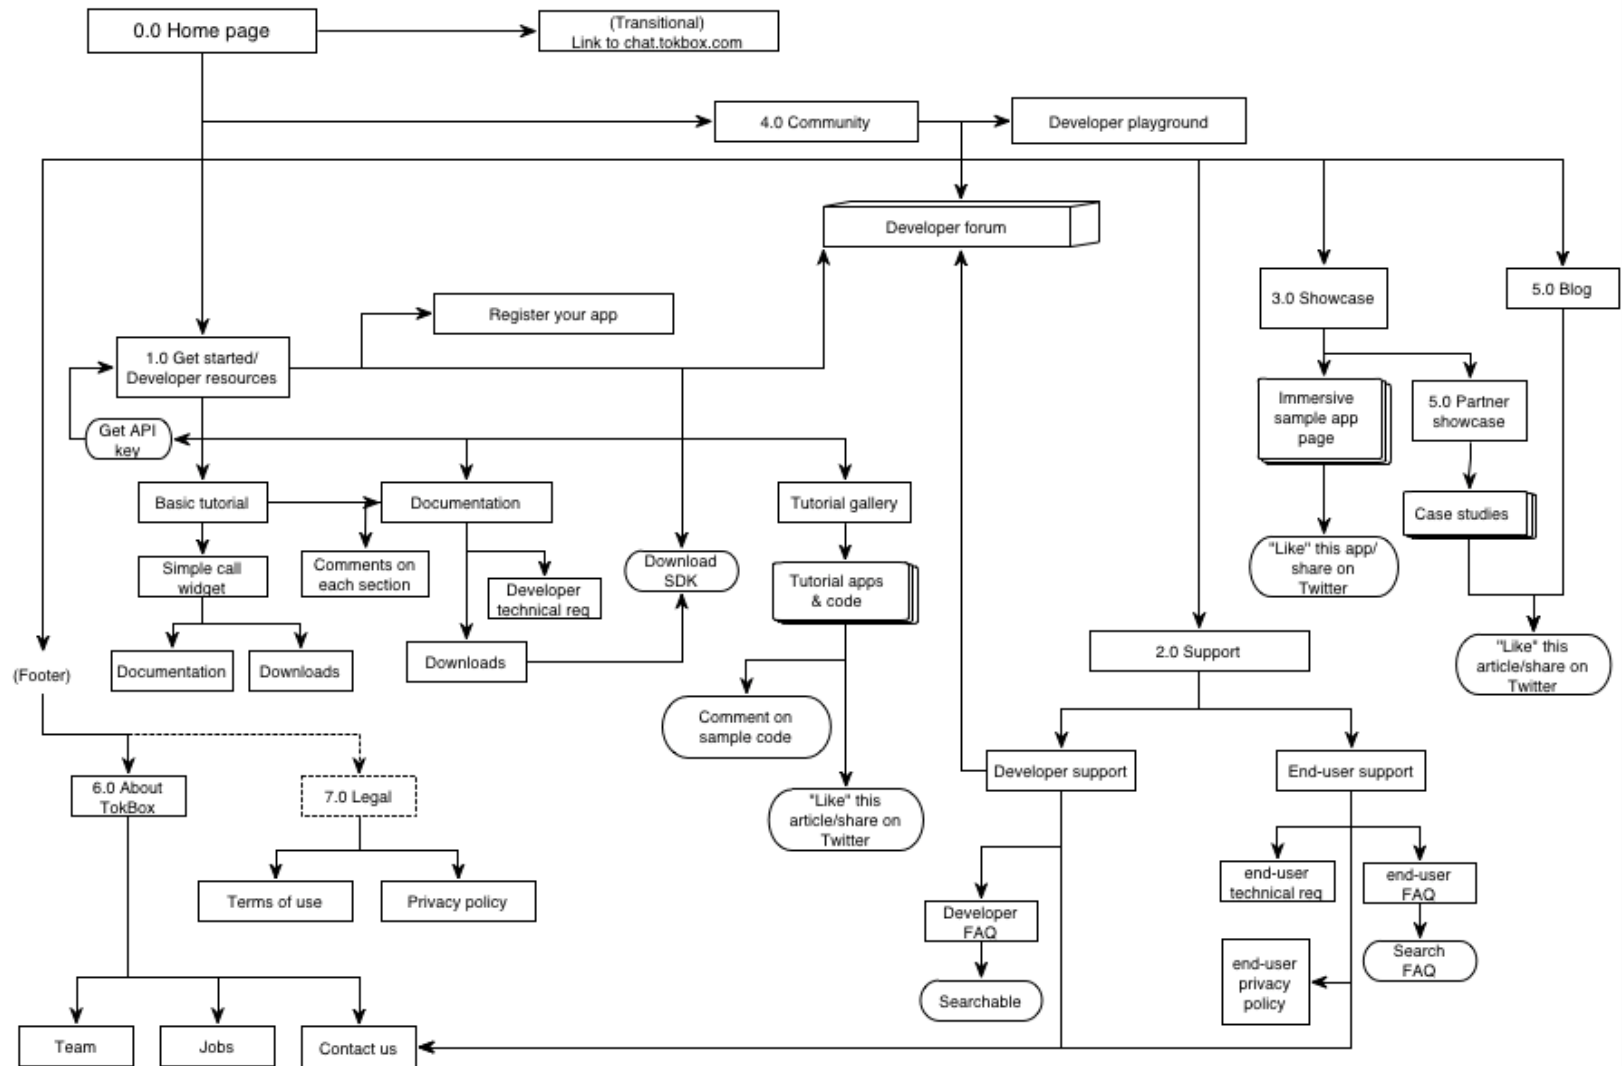 0.0 Home page
(Transitional)
Link to chat.tokbox.com
4.0 Community
Developer playground
Developer forum
3.0 Showcase
5.0 Blog
Register your app
1.0 Get started/
Developer resources
Get API
key
Immersive
sample app
page
5.0 Partner
showcase
Basic tutorial
Documentation
Tutorial gallery
Case studies
Simple call
widget
Comments on
each section
Developer
technical req
Download
SDK
Tutorial apps
& code
"Like" this app/
share on
Twitter
Documentation
Downloads
Downloads
(Footer)
2.0 Support
"Like" this
article/share on
Twitter
Comment on
sample code
6.0 About
TokBox
7.0 Legal
"Like" this
article/share on
Twitter
Developer support
End-user support
Terms of use
Privacy policy
Developer
FAQ
end-user
technical req
end-user
FAQ
Searchable
end-user
privacy
policy
Search
FAQ
Team
Jobs
Contact us